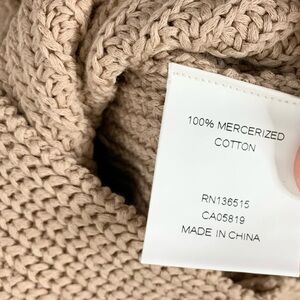 100% MERCERIZED
COTTON
RN136515
CA05819
MADE IN CHINA